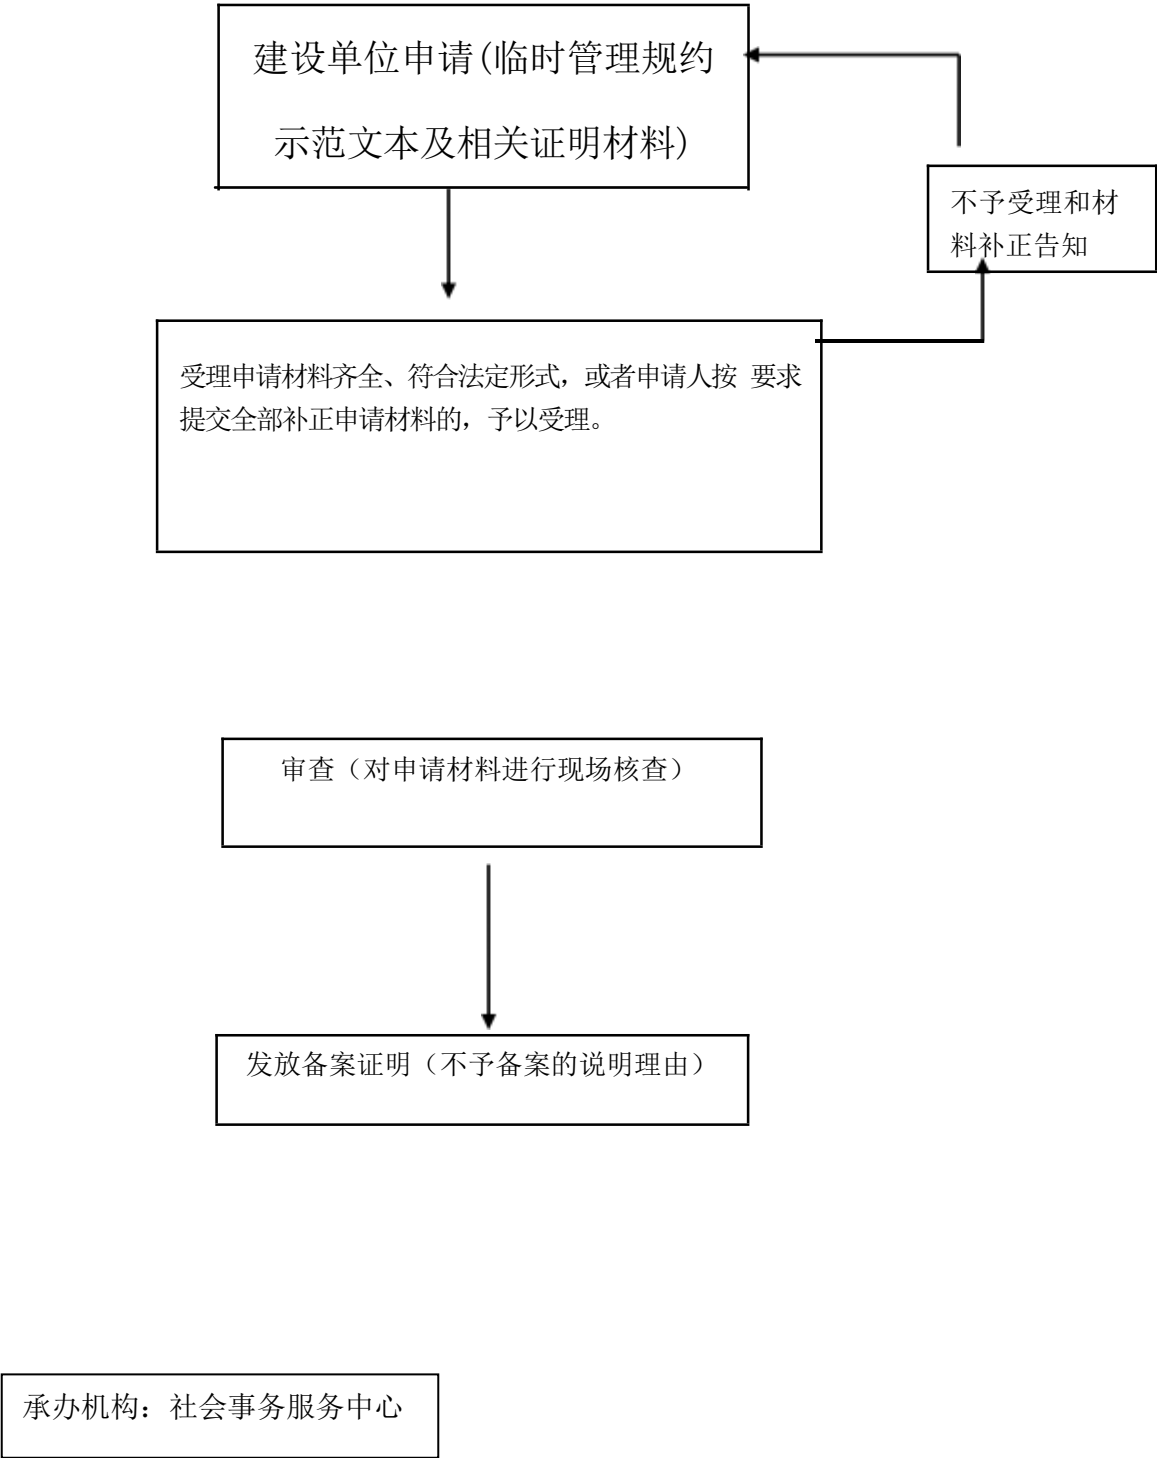 建设单位申请(临时管理规约
示范文本及相关证明材料)
不予受理和材
料补正告知
受理申请材料齐全、符合法定形式，或者申请人按 要求
提交全部补正申请材料的，予以受理。
审查（对申请材料进行现场核查）
发放备案证明（不予备案的说明理由）
承办机构：社会事务服务中心